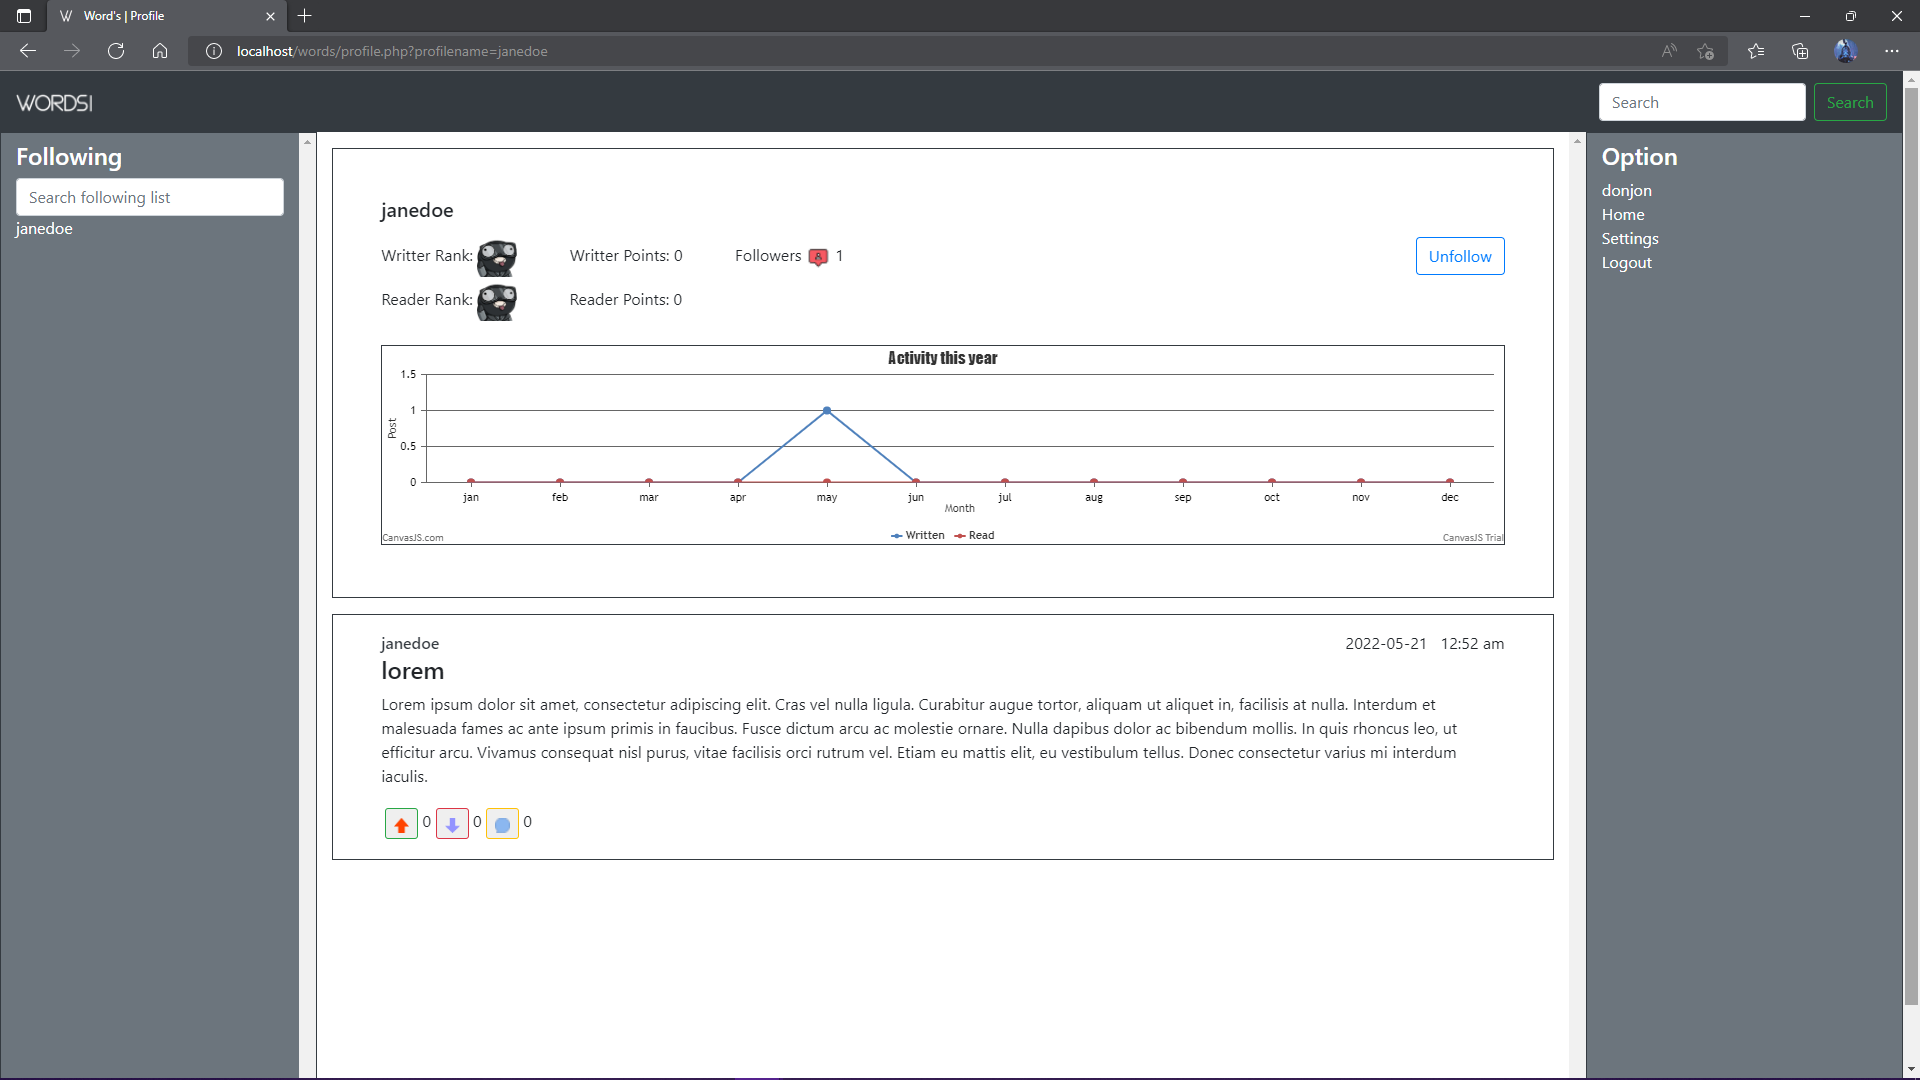 Word's | Profile
localhost/words/profile.php?profilename=janedoe
WORDS!
Search
Search
Following
Search following list
janedoe
Option
donjon
Home
Settings
Logout
janedoe
Writter Rank:
Writter Points: 0
Followers 8 1
Unfollow
Reader Rank:
Reader Points: 0
Activity this year
1.5
1
0.5
0
Post
jan feb mar apr may jun jul aug sep oct nov dec
Month
Written Read
CanvasJS.com
CanvasJS Trial
janedoe
2022-05-21 12:52 am
lorem
Lorem ipsum dolor sit amet, consectetur adipiscing elit. Cras vel nulla ligula. Curabitur augue tortor, aliquam ut aliquet in, facilisis at nulla. Interdum et
malesuada fames ac ante ipsum primis in faucibus. Fusce dictum arcu ac molestie ornare. Nulla dapibus dolor ac bibendum mollis. In quis rhoncus leo, ut
efficitur arcu. Vivamus consequat nisl purus, vitae facilisis orci rutrum vel. Etiam eu mattis elit, eu vestibulum tellus. Donec consectetur varius mi interdum
iaculis.
0 0 0